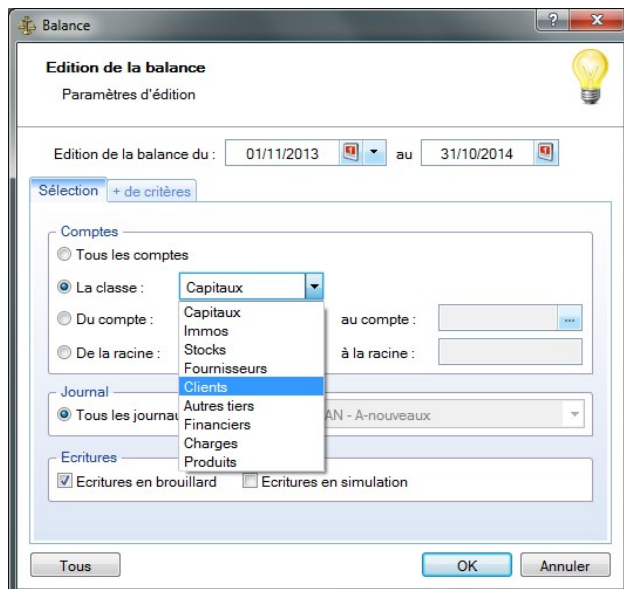 Balance
Edition de la balance
Paramètres d'édition
Edition de la balance du : 01/11/2013 au 31/10/2014
Sélection + de critères
Comptes
Tous les comptes
La classe : Capitaux
Capitaux
Du compte : au compte : ...
Immos
Stocks
De la racine : à la racine :
Fournisseurs
Clients
Journal
Autres tiers
Tous les journau AN - A-nouveaux
Financiers
Charges
Ecritures
Produits
Ecritures en brouillard Ecritures en simulation
Tous OK Annuler